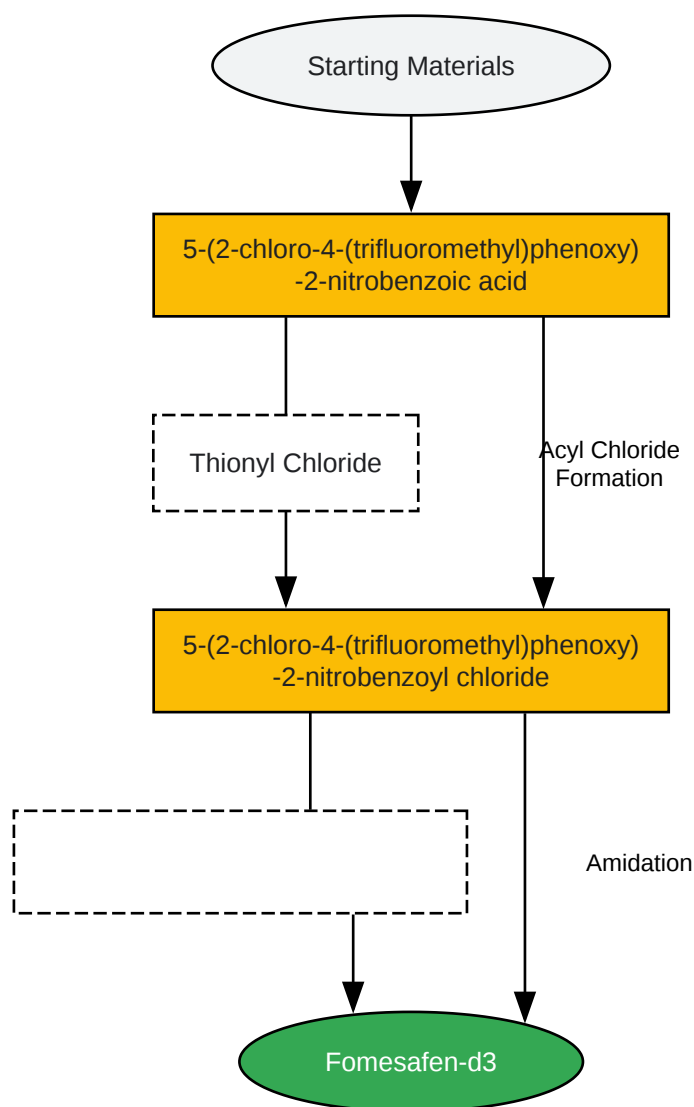 Starting Materials
5-(2-chloro-4-(trifluoromethyl)phenoxy)
-2-nitrobenzoic acid
Thionyl Chloride
Acyl Chloride
Formation
5-(2-chloro-4-(trifluoromethyl)phenoxy)
-2-nitrobenzoyl chloride
Amidation
Fomesafen-d3